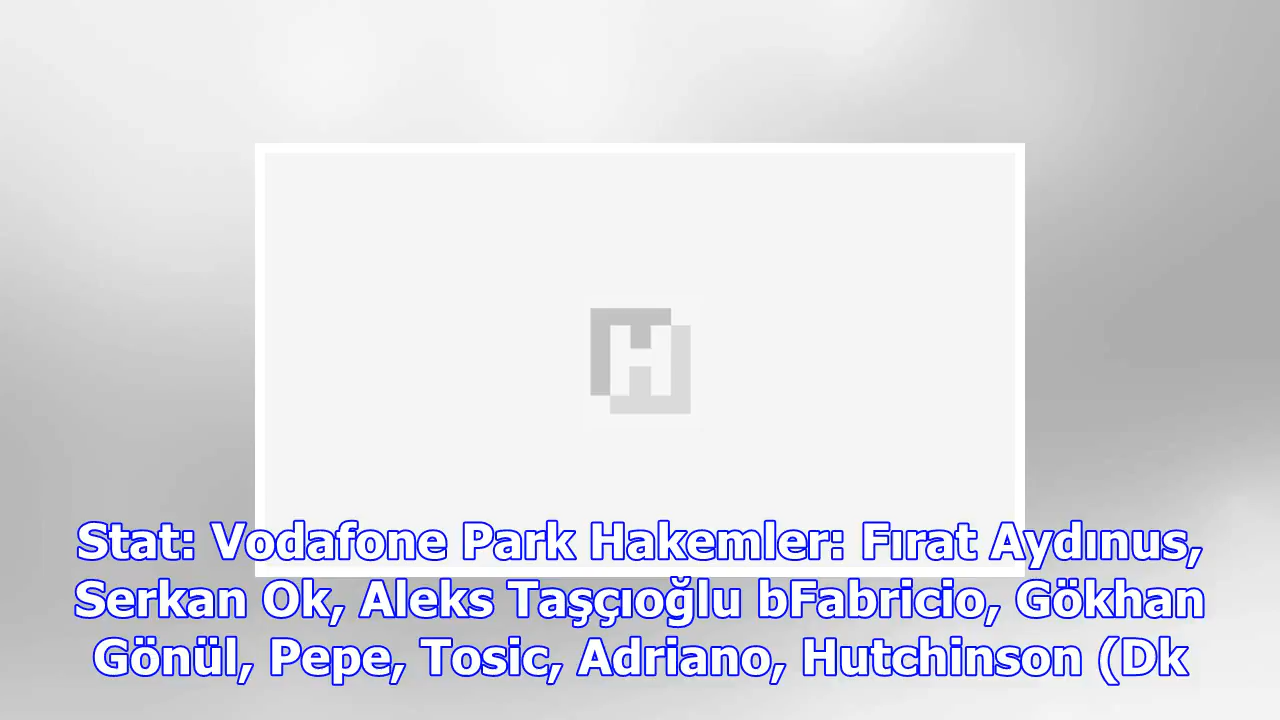 H
Stat: Vodafone Park Hakemler: Fırat Aydınus,
Serkan Ok, Aleks Taşçıoğlu bFabricio, Gökhan
Gönül, Pepe, Tosic, Adriano, Hutchinson (Dk